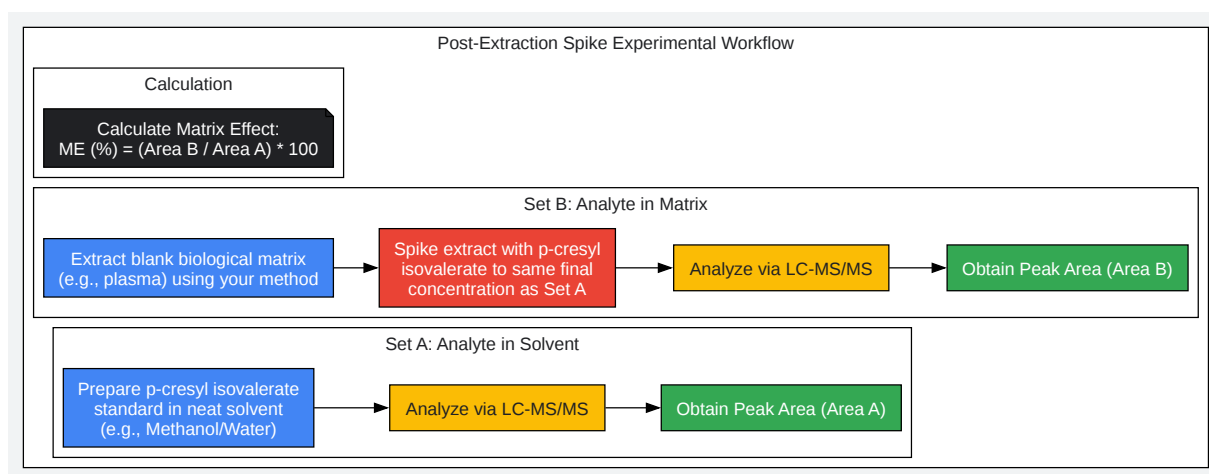 Post-Extraction Spike Experimental Workflow
Calculation
Calculate Matrix Effect:
ME (%) = (Area B / Area A) * 100
Set B: Analyte in Matrix
Extract blank biological matrix
(e.g., plasma) using your method
Spike extract with p-cresyl
isovalerate to same final
concentration as Set A
Analyze via LC-MS/MS
Obtain Peak Area (Area B)
Set A: Analyte in Solvent
Prepare p-cresyl isovalerate
standard in neat solvent
(e.g., Methanol/Water)
Analyze via LC-MS/MS
Obtain Peak Area (Area A)